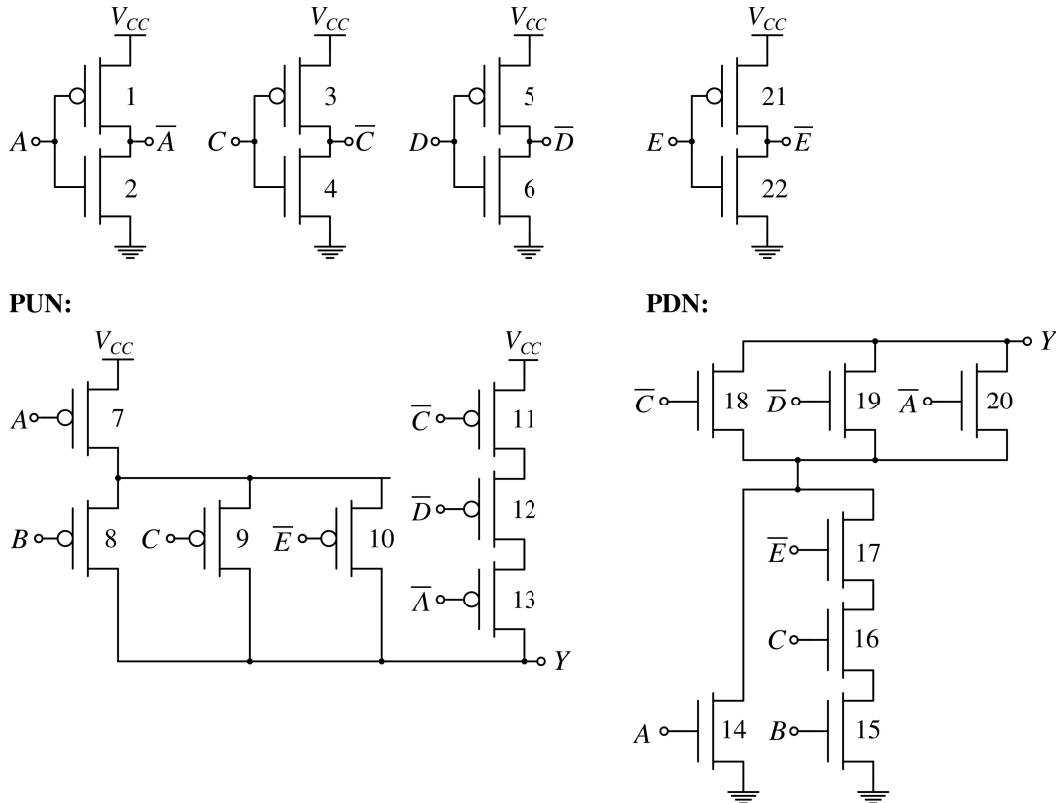 V_CC V_CC V_CC V_CC
1 3 5 21
A A̅ C C̅ D D̅ E E̅
2 4 6 22
PUN: PDN:
V_CC V_CC
Y
A 7 C̅ 11
C̅ 18 D̅ 19 A̅ 20
B 8 C 9 E̅ 10 D̅ 12
E̅ 17
A̅ 13
C 16
Y
A 14 B 15